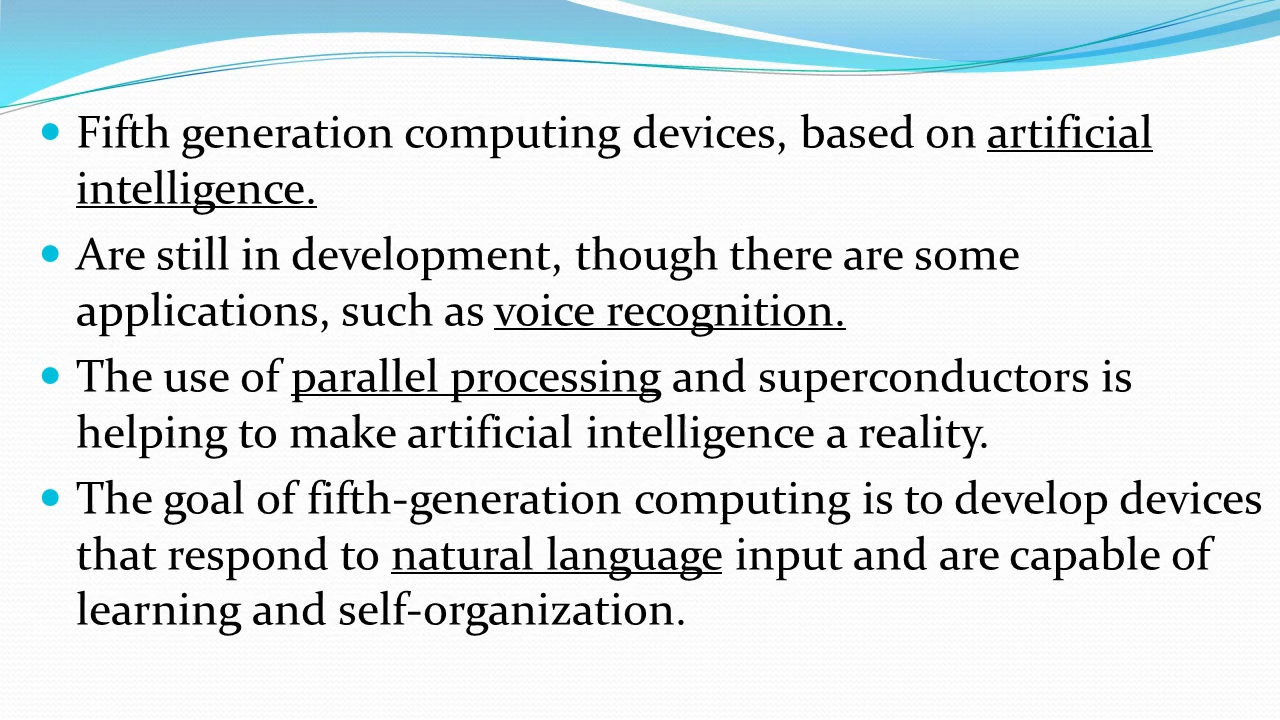 • Fifth generation computing devices, based on artificial
intelligence.
• Are still in development, though there are some
applications, such as voice recognition.
• The use of parallel processing and superconductors is
helping to make artificial intelligence a reality.
• The goal of fifth-generation computing is to develop devices
that respond to natural language input and are capable of
learning and self-organization.